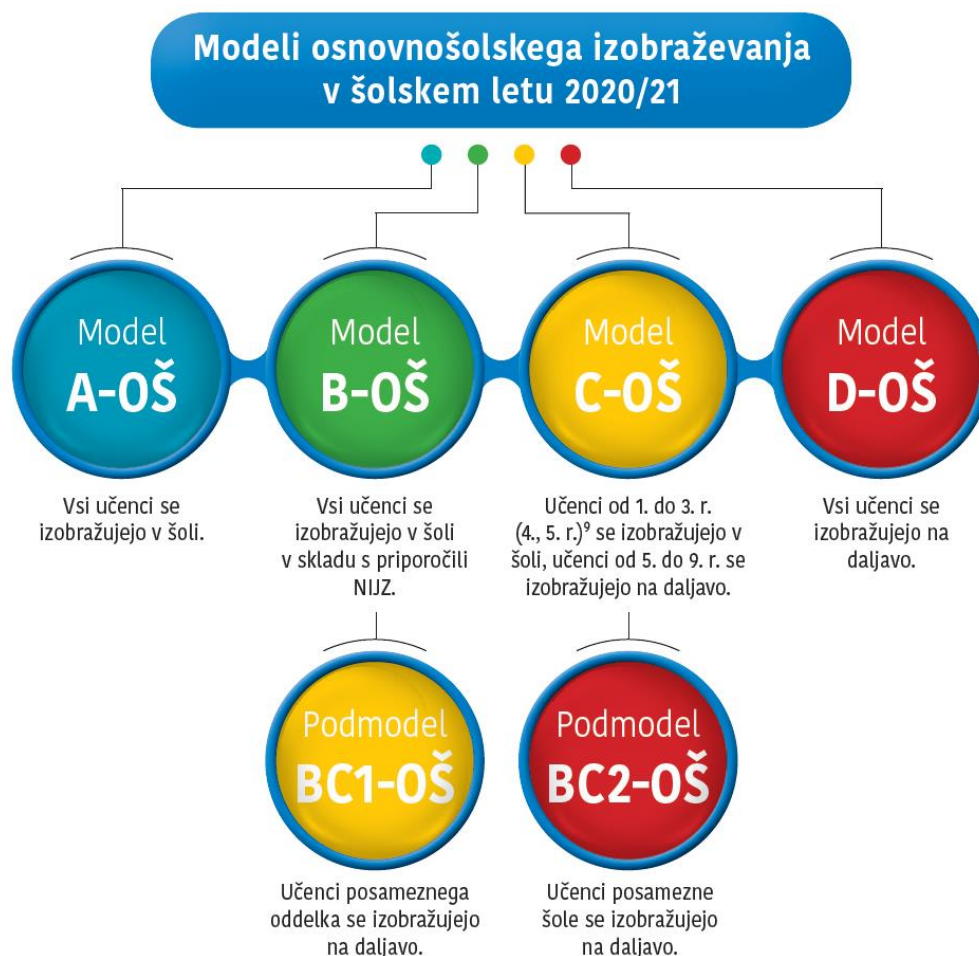 Modeli osnovnošolskega izobraževanja
v šolskem letu 2020/21
Model
A-OŠ
Vsi učenci se
izobražujejo v šoli.
Model
B-OŠ
Vsi učenci se
izobražujejo v šoli
v skladu s priporočili
NIJZ.
Model
C-OŠ
Učenci od 1. do 3. r.
(4., 5. r.)⁹ se izobražujejo v
šoli, učenci od 5. do 9. r. se
izobražujejo na daljavo.
Model
D-OŠ
Vsi učenci se
izobražujejo na
daljavo.
Podmodel
BC1-OŠ
Učenci posameznega
oddelka se izobražujejo
na daljavo.
Podmodel
BC2-OŠ
Učenci posamezne
šole se izobražujejo
na daljavo.